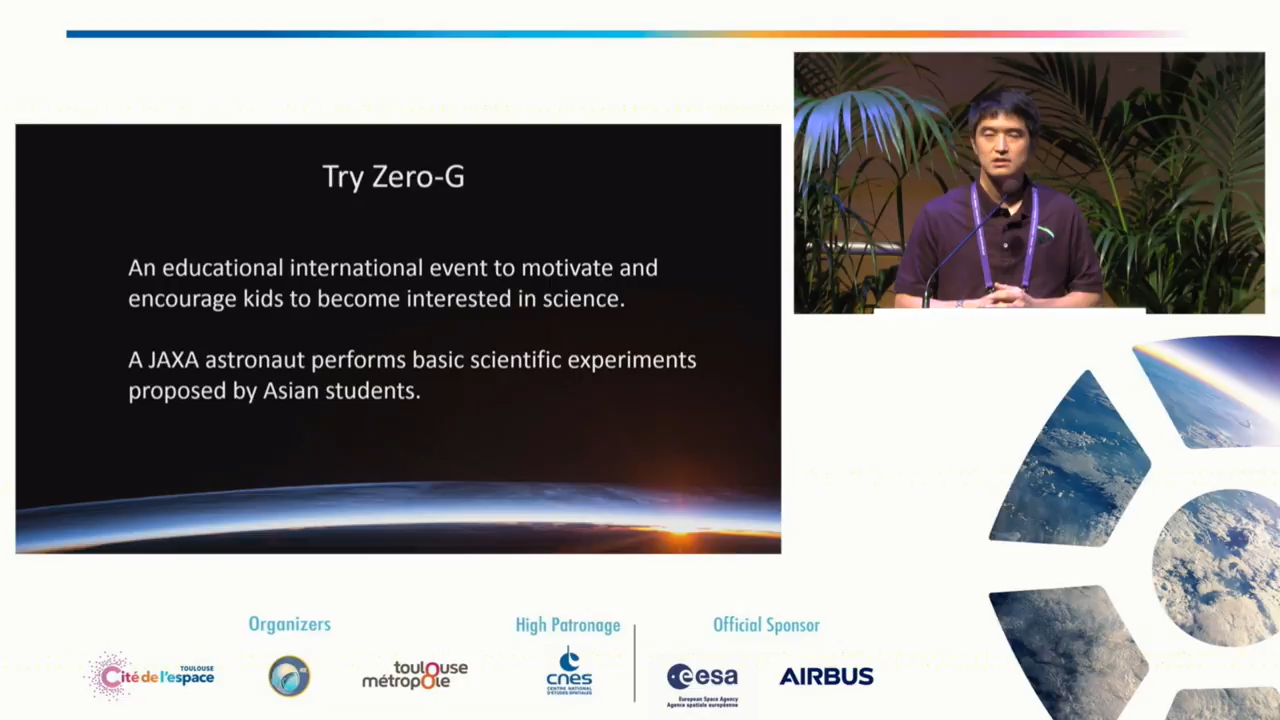 Try Zero-G
An educational international event to motivate and
encourage kids to become interested in science.
A JAXA astronaut performs basic scientific experiments
proposed by Asian students.
Organizers
High Patronage
Official Sponsor
TOULOUSE
Cité de l'espace
toulouse
métropole
cnes
CENTRE NATIONAL
D'ÉTUDES SPATIALES
esa
European Space Agency
Agence spatiale européenne
AIRBUS